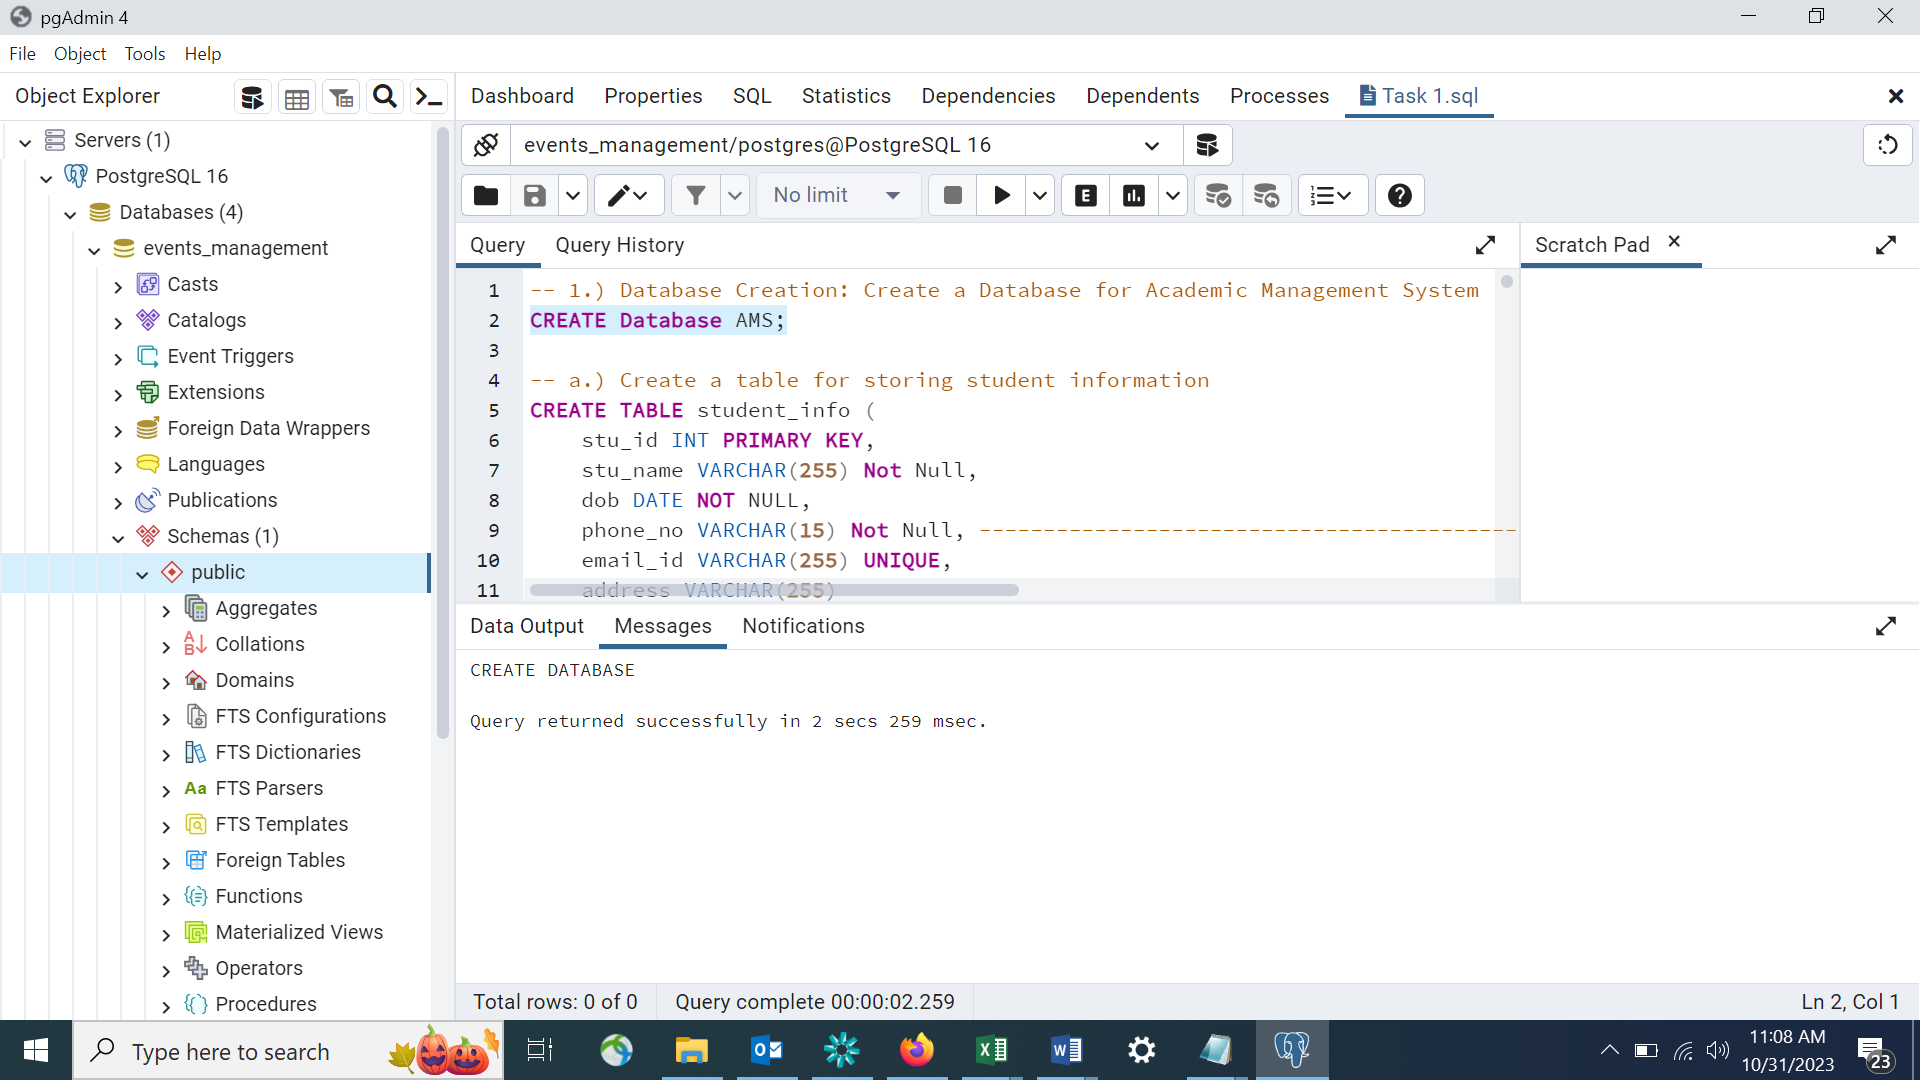 pgAdmin 4
File Object Tools Help
Object Explorer
Dashboard Properties SQL Statistics Dependencies Dependents Processes Task 1.sql
Servers (1)
PostgreSQL 16
Databases (4)
events_management
Casts
Catalogs
Event Triggers
Extensions
Foreign Data Wrappers
Languages
Publications
Schemas (1)
public
Aggregates
Collations
Domains
FTS Configurations
FTS Dictionaries
Aa FTS Parsers
FTS Templates
Foreign Tables
Functions
Materialized Views
Operators
Procedures
events_management/postgres@PostgreSQL 16
No limit
E
Query Query History
Scratch Pad
1 -- 1.) Database Creation: Create a Database for Academic Management System
2 CREATE Database AMS;
3
4 -- a.) Create a table for storing student information
5 CREATE TABLE student_info (
6 stu_id INT PRIMARY KEY,
7 stu_name VARCHAR(255) Not Null,
8 dob DATE NOT NULL,
9 phone_no VARCHAR(15) Not Null, ------------------------------------------
10 email_id VARCHAR(255) UNIQUE,
11 address VARCHAR(255)
Data Output Messages Notifications
CREATE DATABASE
Query returned successfully in 2 secs 259 msec.
Total rows: 0 of 0 Query complete 00:00:02.259 Ln 2, Col 1
Type here to search
11:08 AM
10/31/2023
23